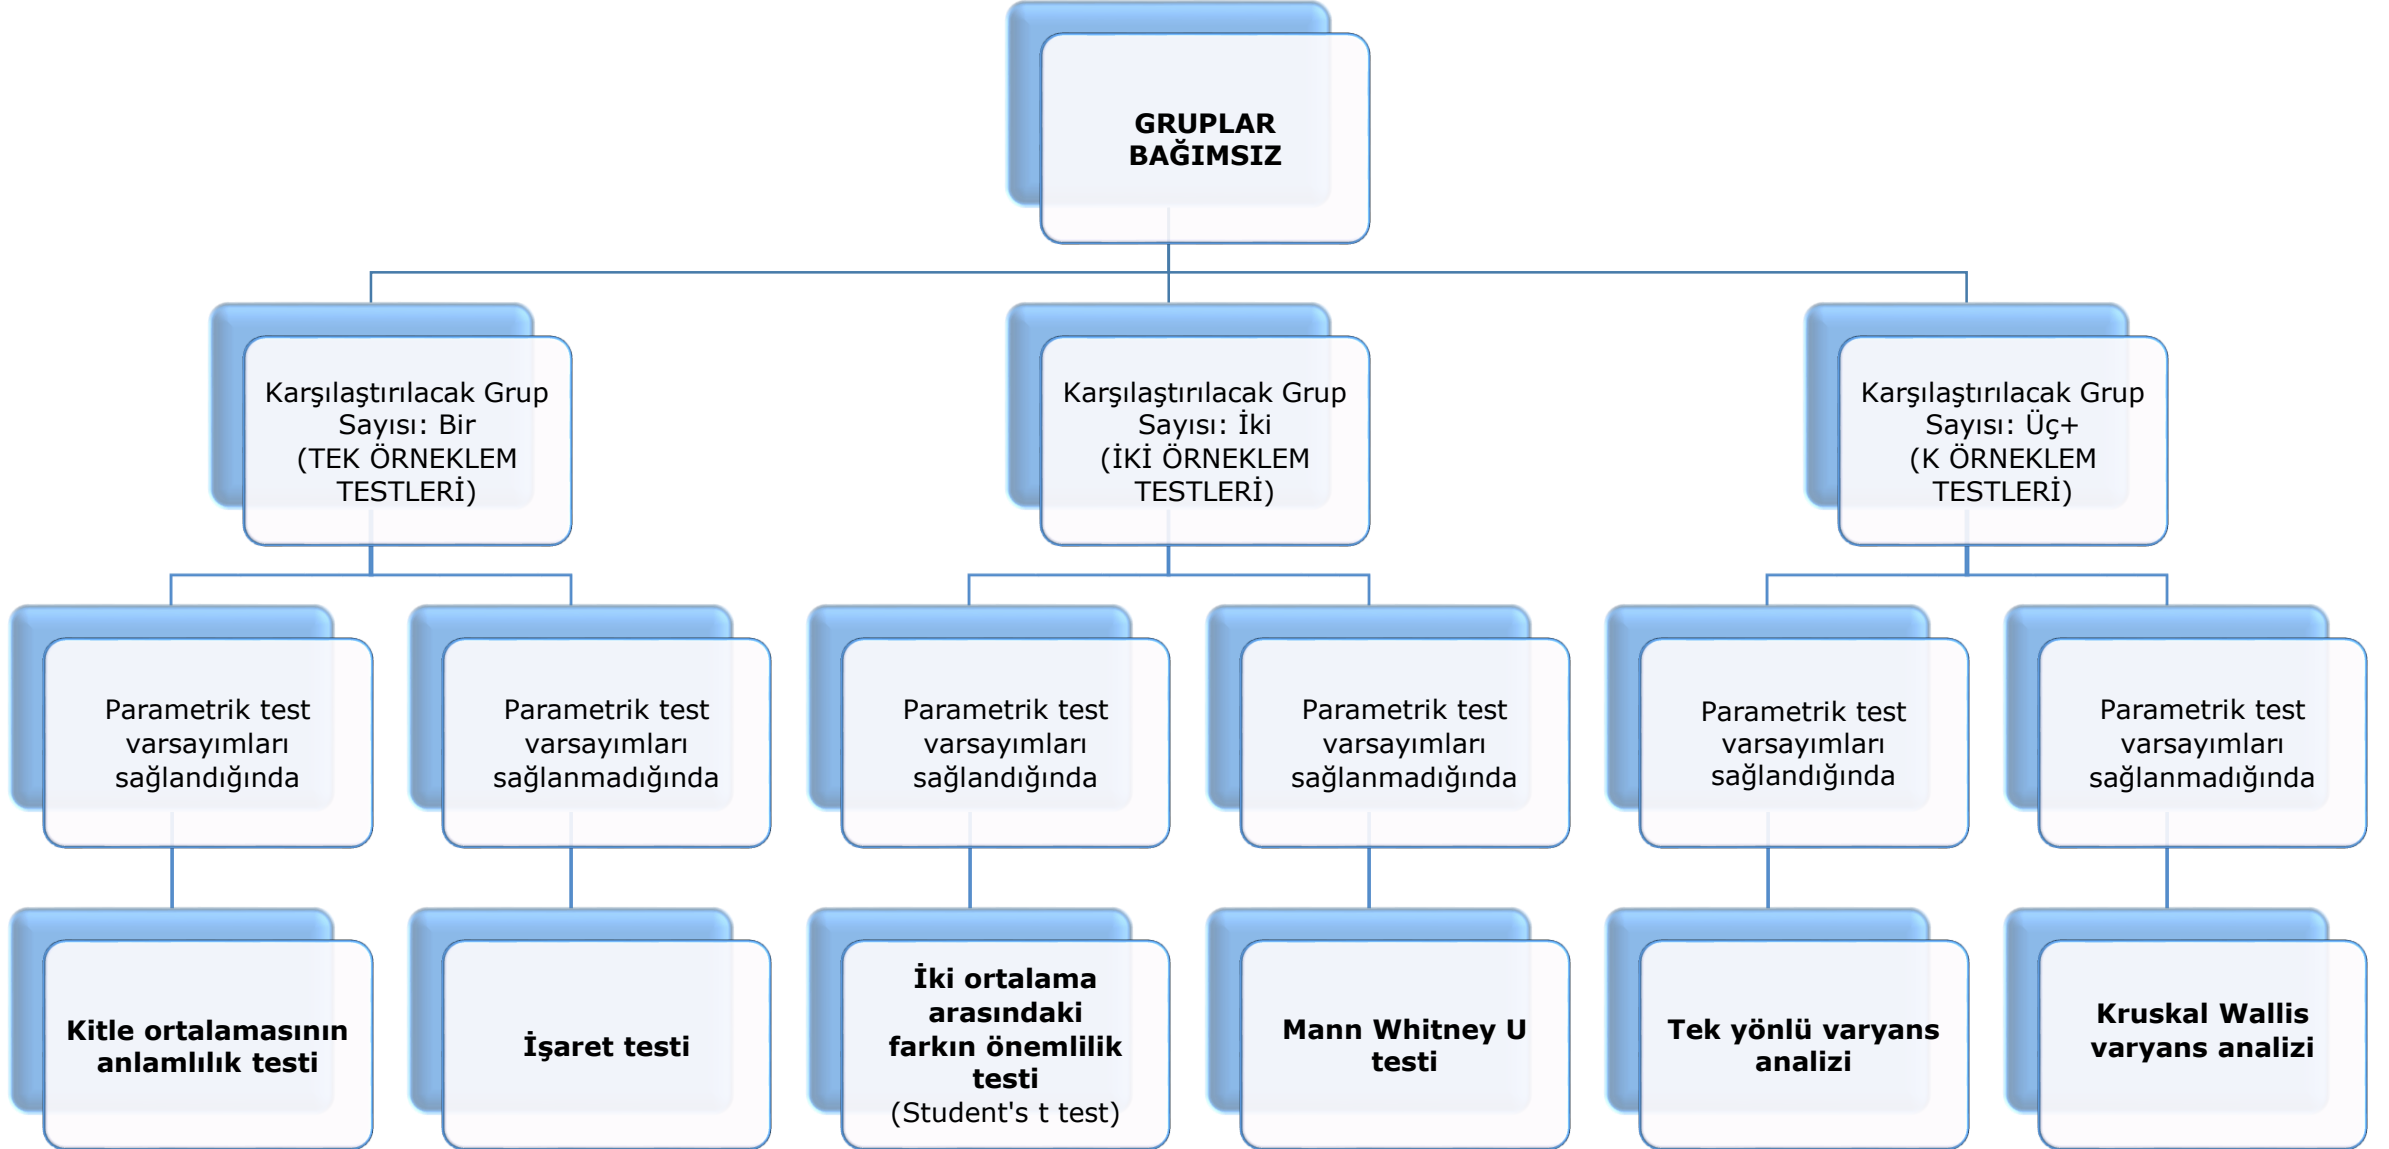 GRUPLAR
BAĞIMSIZ
Karşılaştırılacak Grup
Sayısı: Bir
(TEK ÖRNEKLEM
TESTLERİ)
Karşılaştırılacak Grup
Sayısı: İki
(İKİ ÖRNEKLEM
TESTLERİ)
Karşılaştırılacak Grup
Sayısı: Üç+
(K ÖRNEKLEM
TESTLERİ)
Parametrik test
varsayımları
sağlandığında
Parametrik test
varsayımları
sağlanmadığında
Parametrik test
varsayımları
sağlandığında
Parametrik test
varsayımları
sağlanmadığında
Parametrik test
varsayımları
sağlandığında
Parametrik test
varsayımları
sağlanmadığında
Kitle ortalamasının
anlamlılık testi
İşaret testi
İki ortalama
arasındaki
farkın önemlilik
testi
(Student's t test)
Mann Whitney U
testi
Tek yönlü varyans
analizi
Kruskal Wallis
varyans analizi